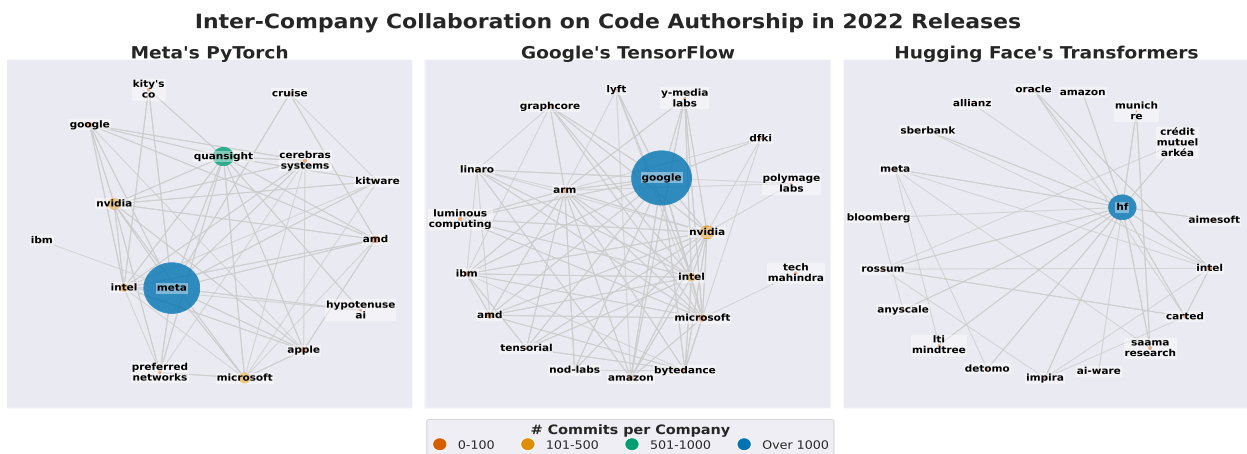 Inter-Company Collaboration on Code Authorship in 2022 Releases
Meta's PyTorch
kity's
co
cruise
google
quansight
cerebras
systems
kitware
nvidia
ibm
amd
intel
meta
hypotenuse
ai
apple
preferred
networks
microsoft
Google's TensorFlow
lyft
y-media
labs
graphcore
dfki
linaro
google
polymage
labs
arm
luminous
computing
nvidia
ibm
intel
tech
mahindra
amd
microsoft
tensorial
nod-labs
amazon
bytedance
Hugging Face's Transformers
oracle
amazon
allianz
munich
re
sberbank
crédit
mutuel
arkéa
meta
hf
bloomberg
aimesoft
rossum
intel
anyscale
carted
lti
mindtree
saama
research
detomo
impira
ai-ware
# Commits per Company
0-100
101-500
501-1000
Over 1000